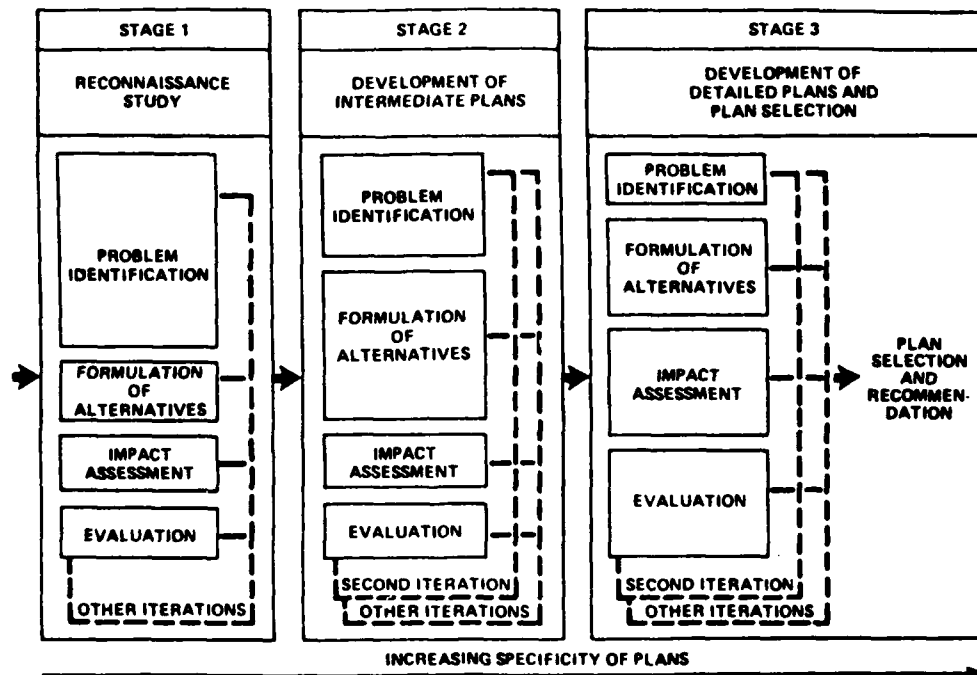 STAGE 1
RECONNAISSANCE
STUDY
PROBLEM
IDENTIFICATION
FORMULATION
OF ALTERNATIVES
IMPACT
ASSESSMENT
EVALUATION
OTHER ITERATIONS
STAGE 2
DEVELOPMENT OF
INTERMEDIATE PLANS
PROBLEM
IDENTIFICATION
FORMULATION
OF
ALTERNATIVES
IMPACT
ASSESSMENT
EVALUATION
SECOND ITERATION
OTHER ITERATIONS
STAGE 3
DEVELOPMENT OF
DETAILED PLANS AND
PLAN SELECTION
PROBLEM
IDENTIFICATION
FORMULATION
OF
ALTERNATIVES
IMPACT
ASSESSMENT
EVALUATION
SECOND ITERATION
OTHER ITERATIONS
PLAN
SELECTION
AND
RECOMMEN-
DATION
INCREASING SPECIFICITY OF PLANS